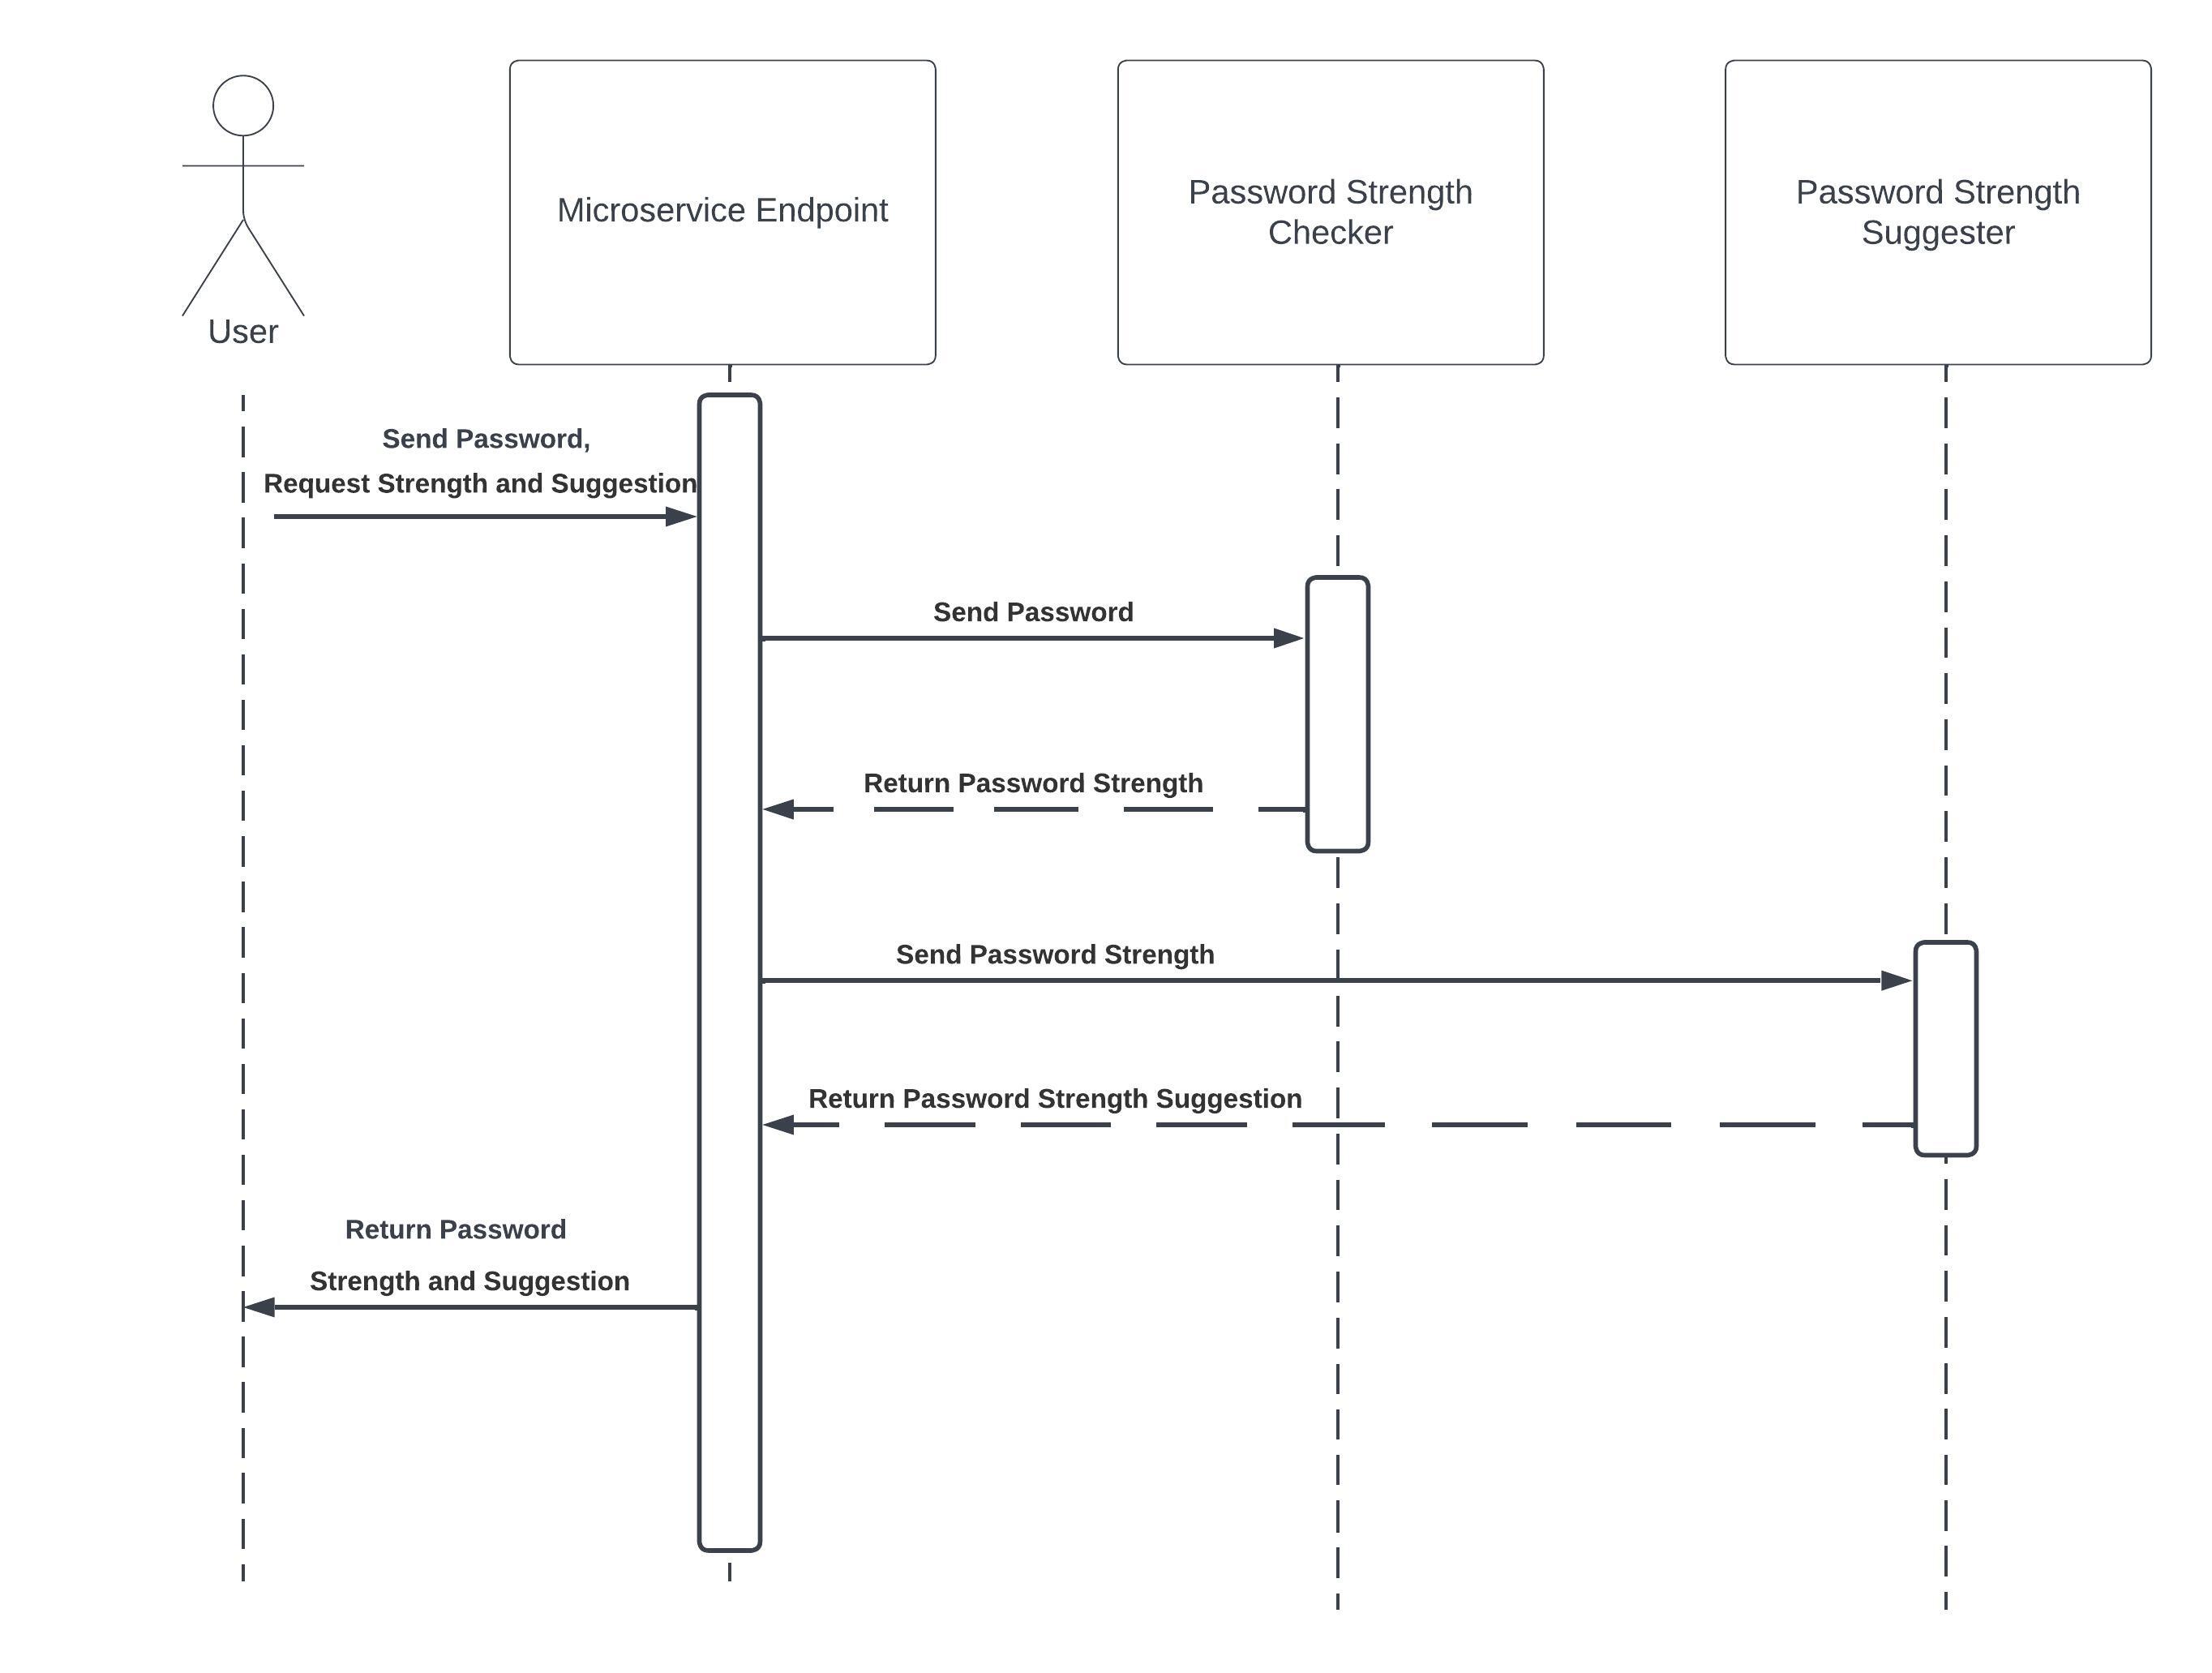 User
Microservice Endpoint
Password Strength
Checker
Password Strength
Suggester
Send Password,
Request Strength and Suggestion
Send Password
Return Password Strength
Send Password Strength
Return Password Strength Suggestion
Return Password
Strength and Suggestion